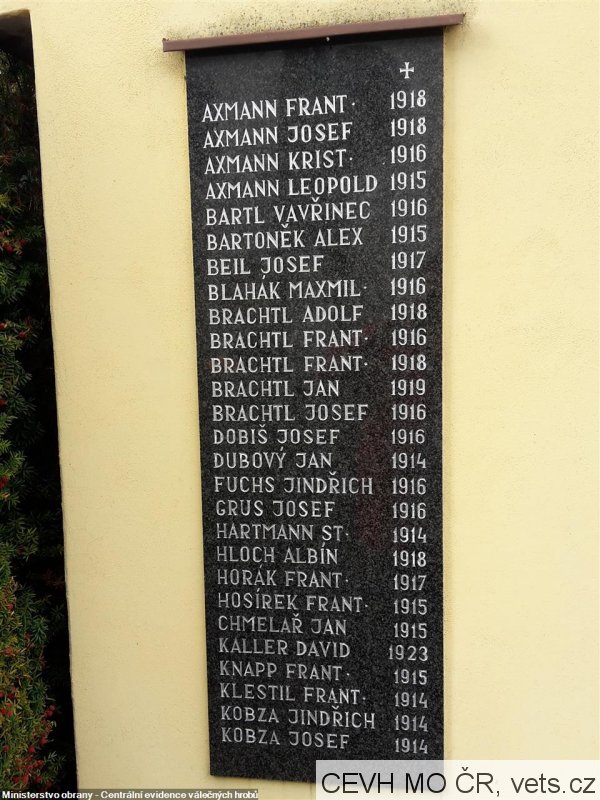 ✝
AXMANN FRANT. 1918
AXMANN JOSEF 1918
AXMANN KRIST. 1916
AXMANN LEOPOLD 1915
BARTL VAVŘINEC 1916
BARTONĚK ALEX 1915
BEIL JOSEF 1917
BLAHÁK MAXMIL. 1916
BRACHTL ADOLF 1918
BRACHTL FRANT. 1916
BRACHTL FRANT. 1918
BRACHTL JAN 1919
BRACHTL JOSEF 1916
DOBIŠ JOSEF 1916
DUBOVÝ JAN 1914
FUCHS JINDŘICH 1916
GRUS JOSEF 1916
HARTMANN ST. 1914
HLOCH ALBÍN 1918
HORÁK FRANT. 1917
HOSÍREK FRANT. 1915
CHMELAŘ JAN 1915
KALLER DAVID 1923
KNAPP FRANT. 1915
KLESTIL FRANT. 1914
KOBZA JINDŘICH 1914
KOBZA JOSEF 1914
Ministerstvo obrany - Centrální evidence válečných hrobů
CEVH MO ČR, vets.cz